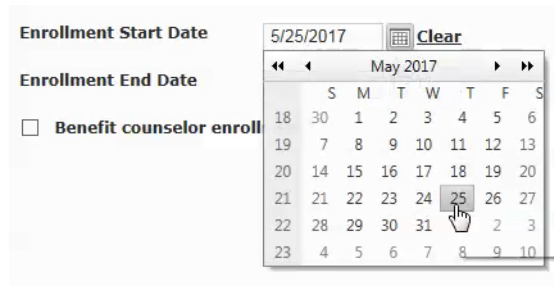 Enrollment Start Date 5/25/2017 Clear
May 2017
Enrollment End Date
S M T W T F S
18 30 1 2 3 4 5 6
Benefit counselor enroll
19 7 8 9 10 11 12 13
20 14 15 16 17 18 19 20
21 21 22 23 24 25 26 27
22 28 29 30 31 2 3
23 4 5 6 7 8 9 10